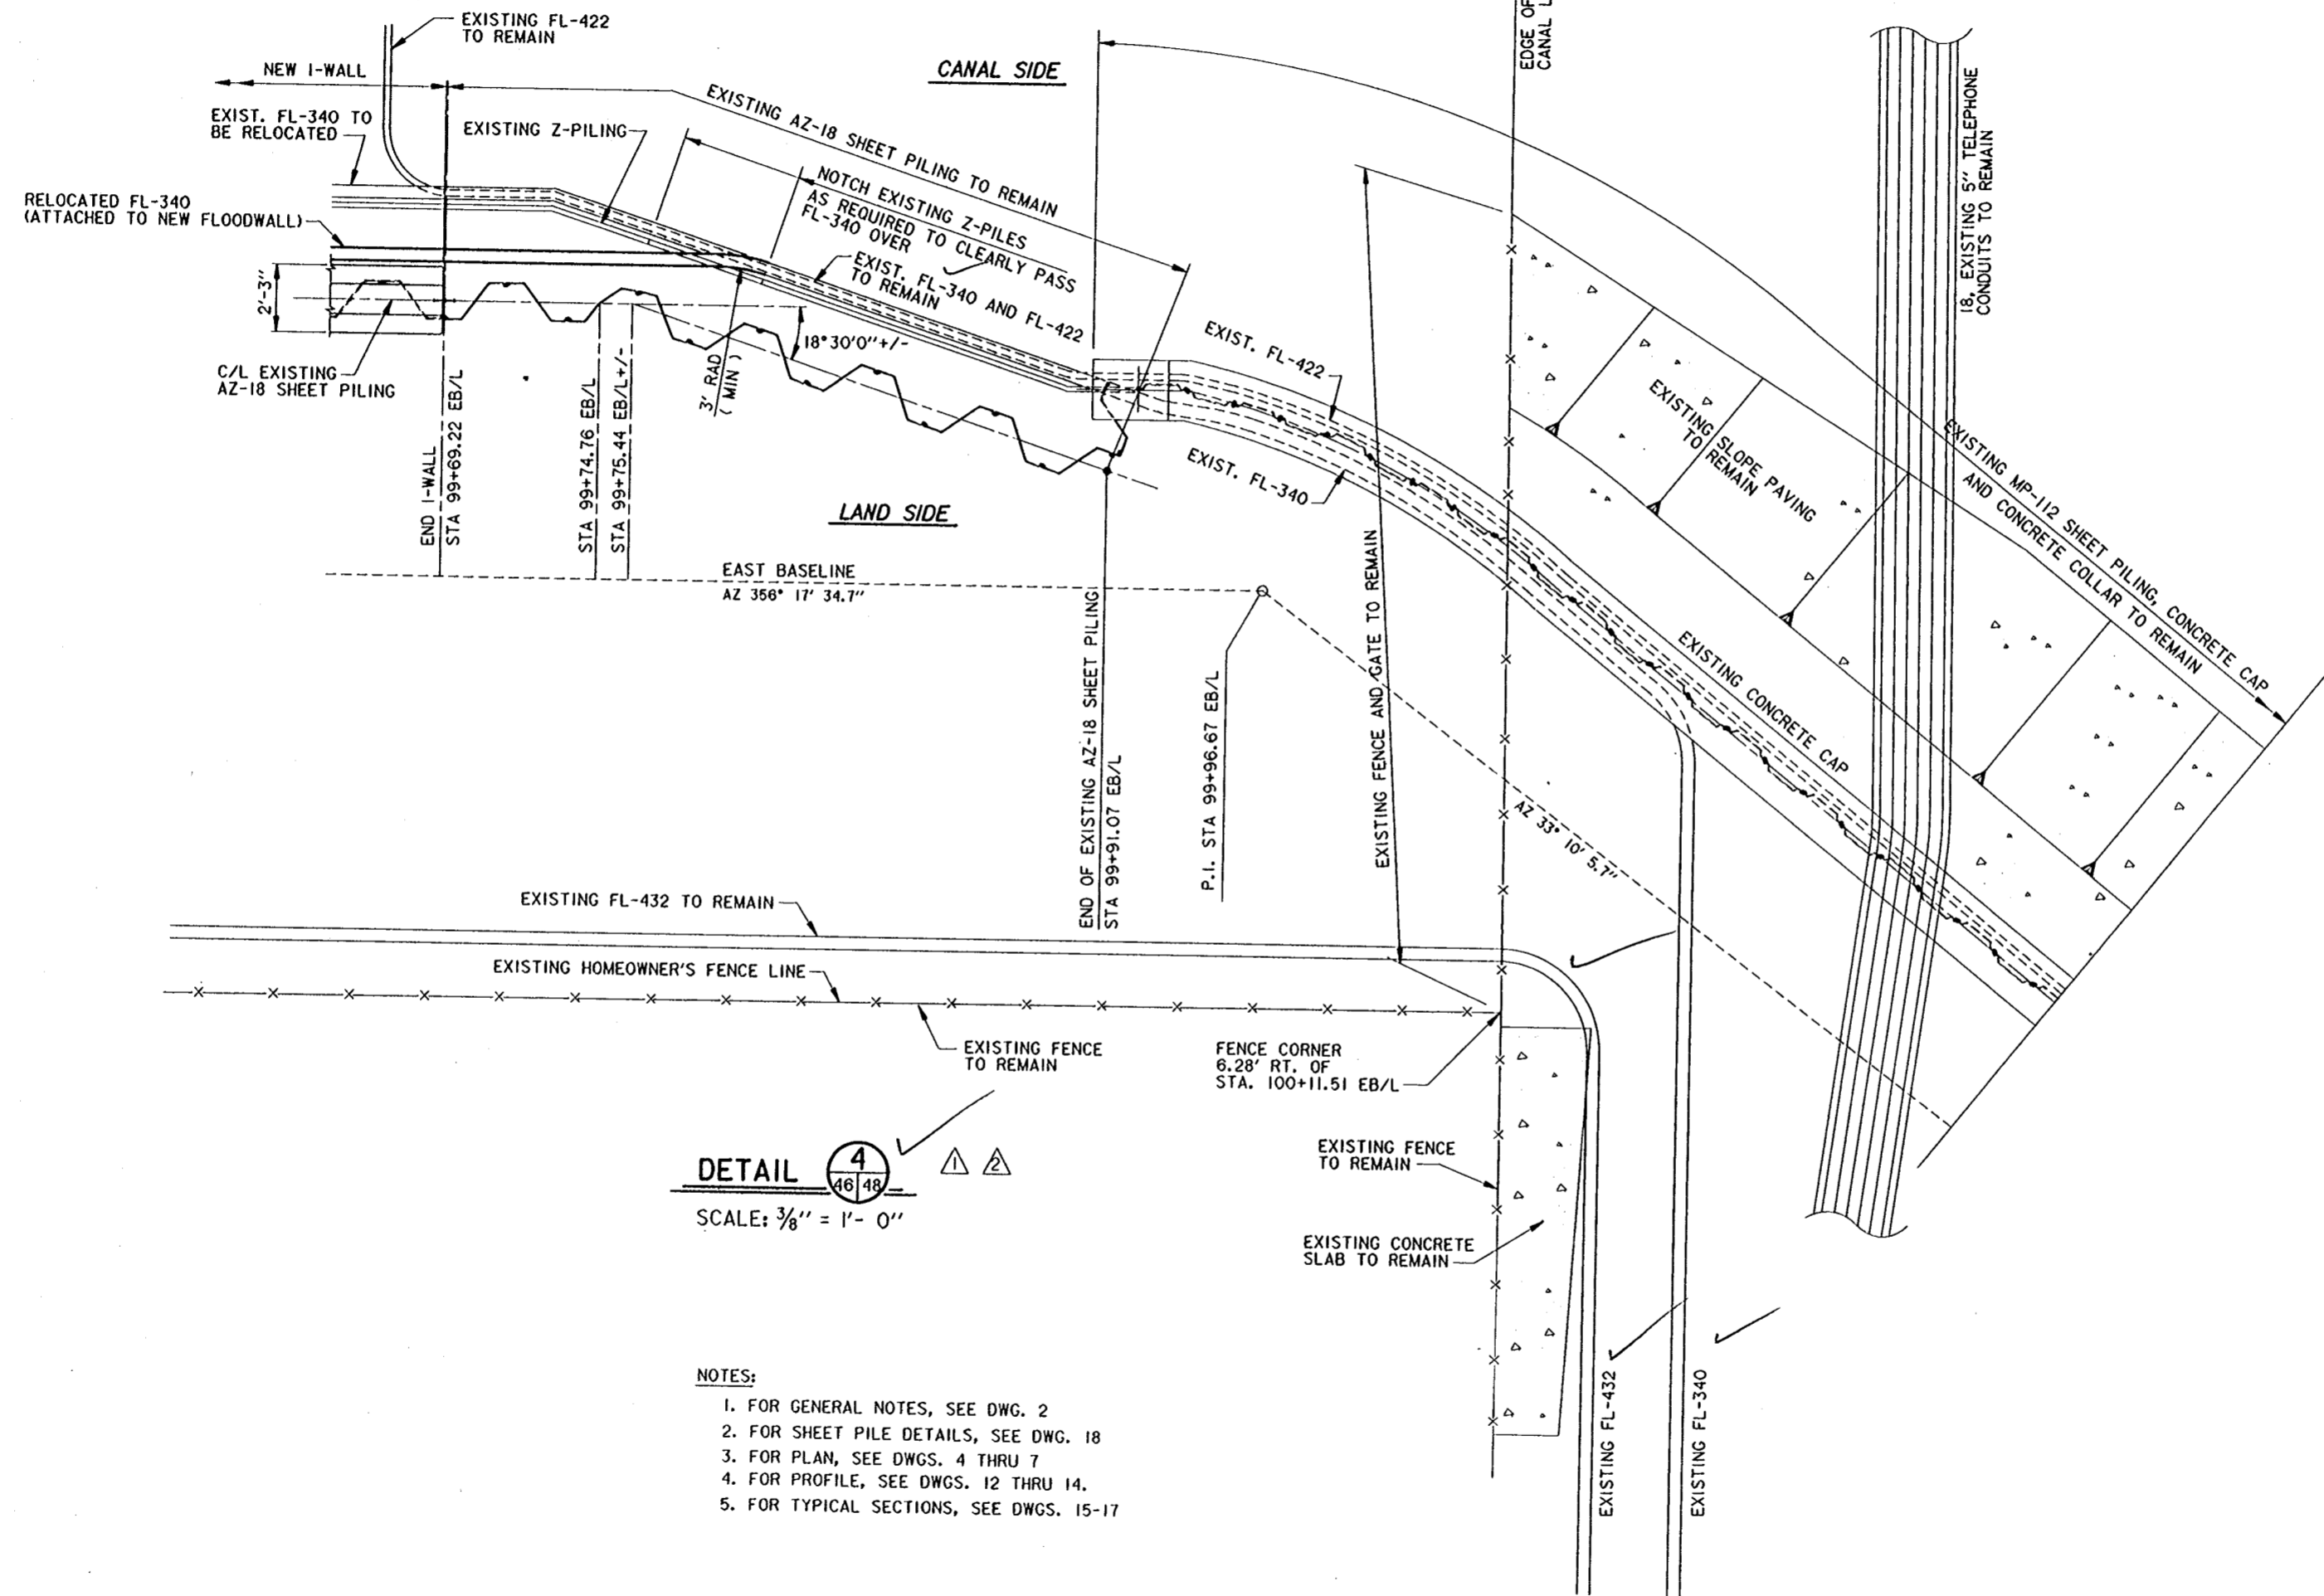 EXISTING FL-422
TO REMAIN
NEW I-WALL
CANAL SIDE
EDGE OF
CANAL L
EXIST. FL-340 TO
BE RELOCATED
EXISTING Z-PILING
EXISTING AZ-18 SHEET PILING TO REMAIN
NOTCH EXISTING Z-PILES
AS REQUIRED TO CLEARLY PASS
FL-340 OVER
EXIST. FL-340 AND FL-422
TO REMAIN
18, EXISTING 5" TELEPHONE
CONDUITS TO REMAIN
RELOCATED FL-340
(ATTACHED TO NEW FLOODWALL)
2'-3"
18°30'0"+/-
3' RAD
( MIN )
C/L EXISTING
AZ-18 SHEET PILING
EXIST. FL-422
EXIST. FL-340
EXISTING SLOPE PAVING
TO REMAIN
EXISTING MP-112 SHEET PILING, CONCRETE CAP
AND CONCRETE COLLAR TO REMAIN
END I-WALL
STA 99+69.22 EB/L
STA 99+74.76 EB/L
STA 99+75.44 EB/L+/-
LAND SIDE
EAST BASELINE
AZ 356° 17' 34.7"
END OF EXISTING AZ-18 SHEET PILING
STA 99+91.07 EB/L
P.I. STA 99+96.67 EB/L
EXISTING FENCE AND GATE TO REMAIN
EXISTING CONCRETE CAP
AZ 33° 10' 5.7"
EXISTING FL-432 TO REMAIN
EXISTING HOMEOWNER'S FENCE LINE
EXISTING FENCE
TO REMAIN
FENCE CORNER
6.28' RT. OF
STA. 100+11.51 EB/L
DETAIL 4
46 48
1 2
SCALE: 3/8" = 1'- 0"
EXISTING FENCE
TO REMAIN
EXISTING CONCRETE
SLAB TO REMAIN
EXISTING FL-432
EXISTING FL-340
NOTES:
1. FOR GENERAL NOTES, SEE DWG. 2
2. FOR SHEET PILE DETAILS, SEE DWG. 18
3. FOR PLAN, SEE DWGS. 4 THRU 7
4. FOR PROFILE, SEE DWGS. 12 THRU 14.
5. FOR TYPICAL SECTIONS, SEE DWGS. 15-17